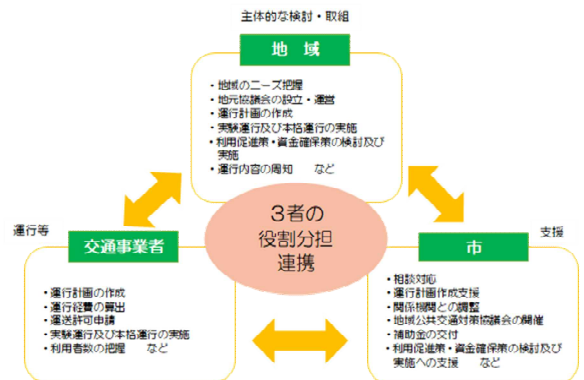 主体的な検討・取組
地 域
・地域のニーズ把握
・地元協議会の設立・運営
・運行計画の作成
・実験運行及び本格運行の実施
・利用促進策・資金確保策の検討及び
実施
・運行内容の周知 など
3者の
役割分担
連携
運行等
交通事業者
・運行計画の作成
・運行経費の算出
・運送許可申請
・実験運行及び本格運行の実施
・利用者数の把握 など
支援
市
・相談対応
・運行計画作成支援
・関係機関との調整
・地域公共交通対策協議会の開催
・補助金の交付
・利用促進策・資金確保策の検討及び
実施への支援 など